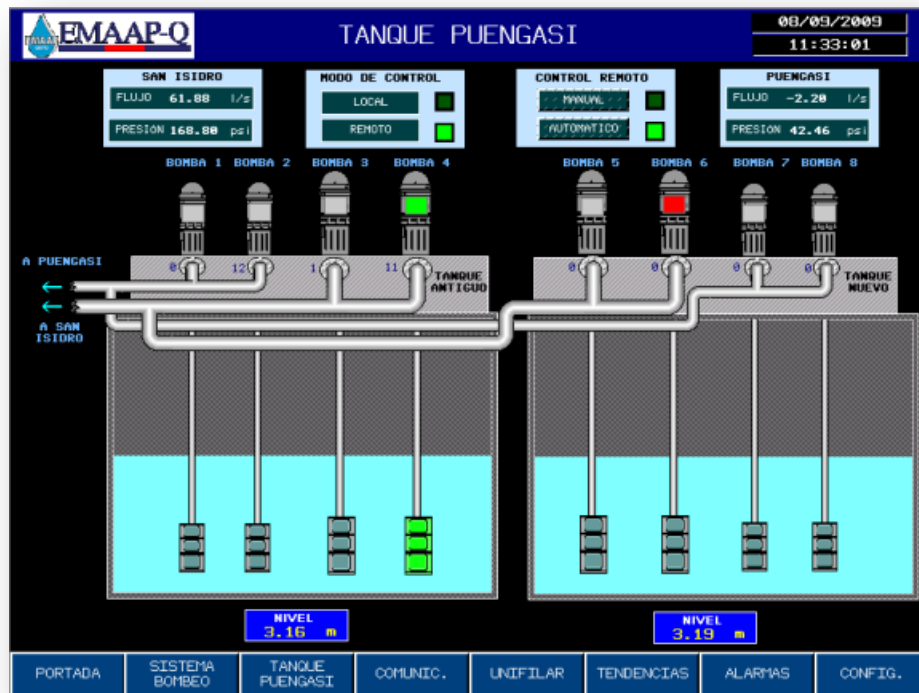 EMAAP-Q
TANQUE PUENGASI
08/09/2009
11:33:01
SAN ISIDRO
FLUJO 61.88 l/s
PRESION 168.80 psi
MODO DE CONTROL
LOCAL
REMOTO
CONTROL REMOTO
MANUAL
AUTOMATICO
PUENGASI
FLUJO -2.20 l/s
PRESION 42.46 psi
BOMBA 1 BOMBA 2 BOMBA 3 BOMBA 4 BOMBA 5 BOMBA 6 BOMBA 7 BOMBA 8
A PUENGASI
0 12 1 11 0 0 0 0
TANQUE
ANTIGUO
TANQUE
NUEVO
A SAN
ISIDRO
NIVEL
3.16 m
NIVEL
3.19 m
PORTADA
SISTEMA
BOMBEO
TANQUE
PUENGASI
COMUNIC.
UNIFILAR
TENDENCIAS
ALARMAS
CONFIG.